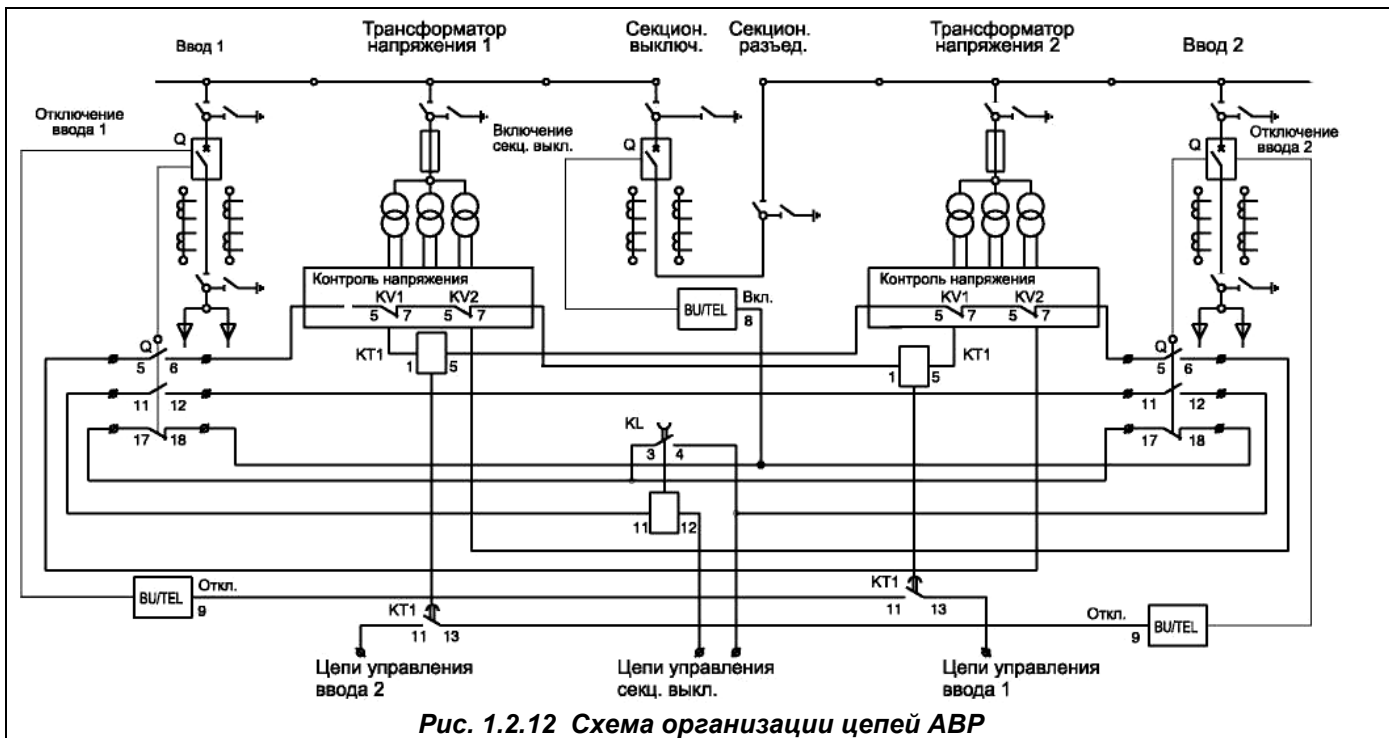 Ввод 1
Трансформатор
напряжения 1
Секцион.
выключ.
Секцион.
разъед.
Трансформатор
напряжения 2
Ввод 2
Отключение
ввода 1
Q
Включение
секц. выкл.
Q
Q
Отключение
ввода 2
Контроль напряжения
KV1
5 7
KV2
5 7
BU/TEL
Вкл.
8
Контроль напряжения
KV1
5 7
KV2
5 7
KT1
1 5
KT1
1 5
Q
5 6
11 12
17 18
Q
5 6
11 12
17 18
KL
3 4
11 12
BU/TEL
Откл.
9
KT1
11 13
KT1
11 13
Откл.
9
BU/TEL
Цепи управления
ввода 2
Цепи управления
секц. выкл.
Цепи управления
ввода 1
Рис. 1.2.12 Схема организации цепей АВР